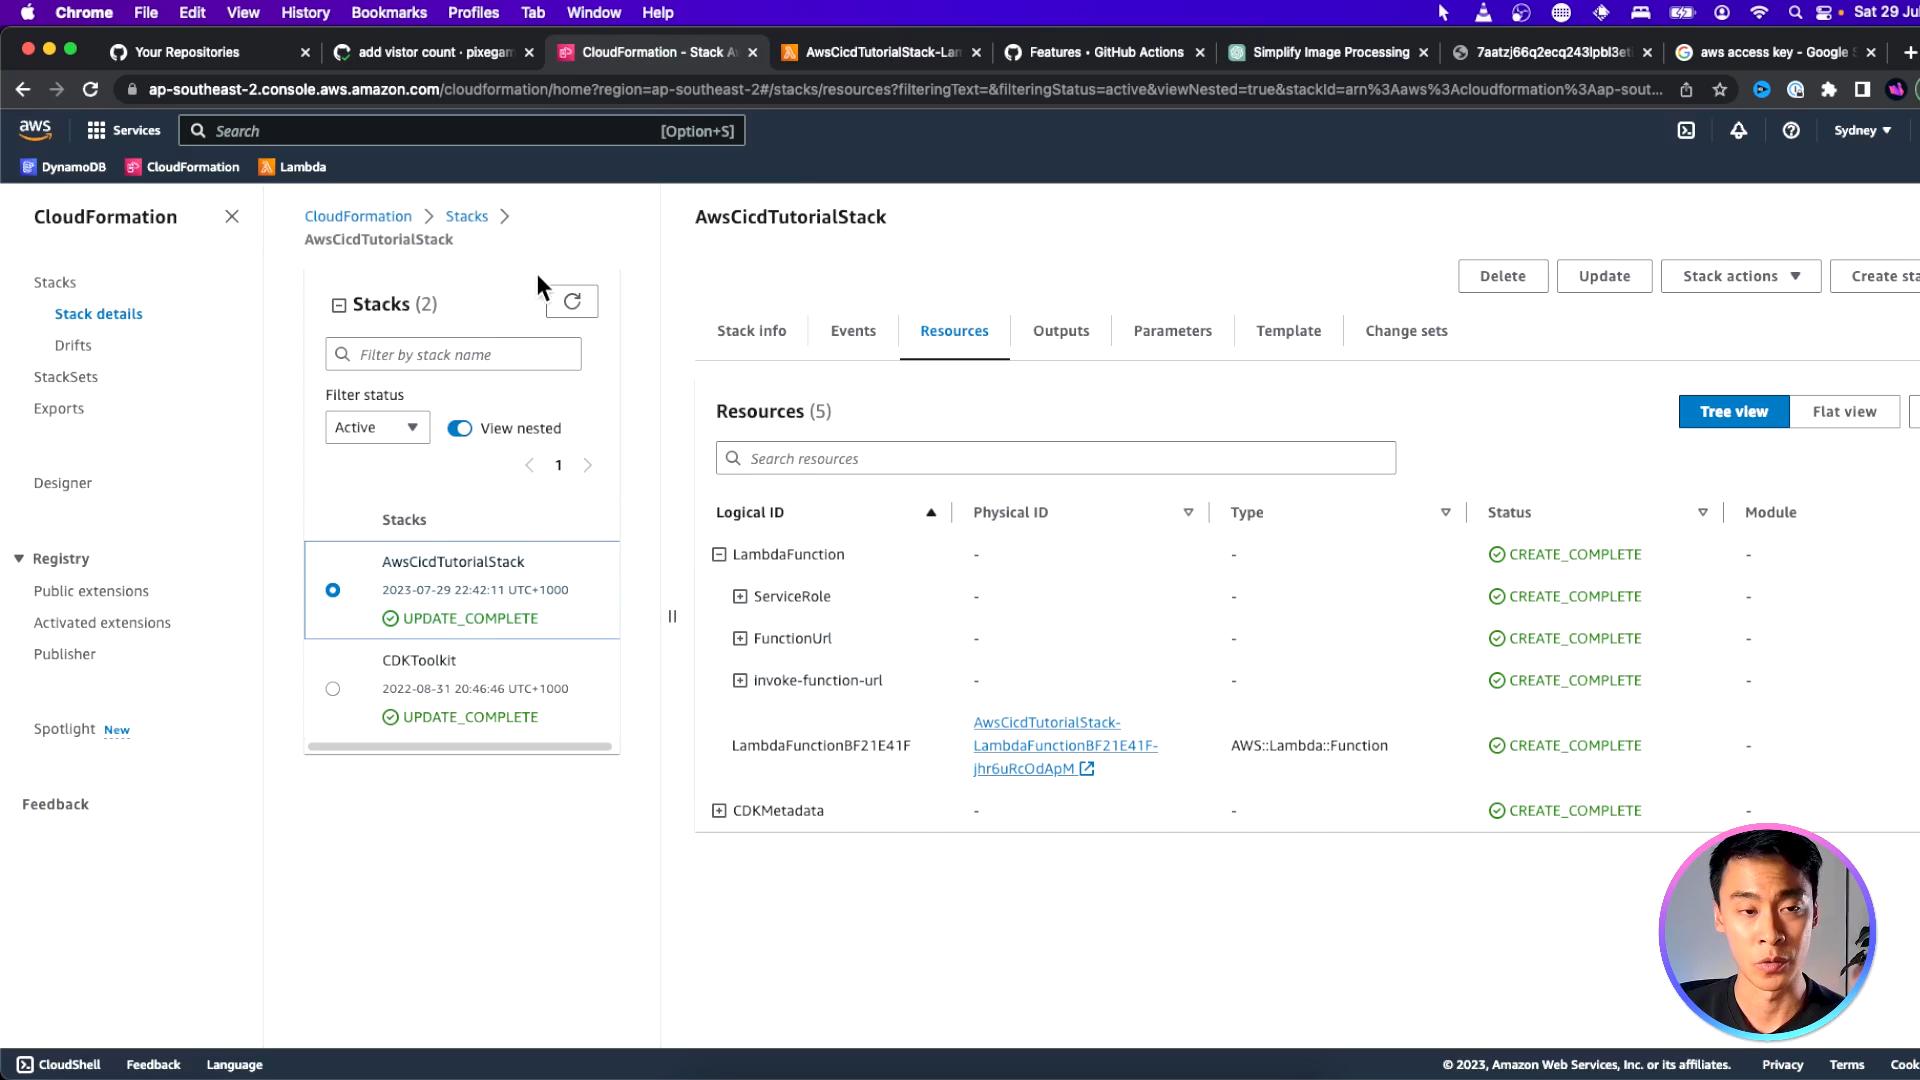 Chrome File Edit View History Bookmarks Profiles Tab Window Help Sat 29 Jul
Your Repositories
add vistor count · pixegam
CloudFormation - Stack A
AwsCicdTutorialStack-Lam
Features • GitHub Actions
Simplify Image Processing
7aatzj66q2ecq243lpbl3eti
aws access key - Google S
ap-southeast-2.console.aws.amazon.com/cloudformation/home?region=ap-southeast-2#/stacks/resources?filteringText=&filteringStatus=active&viewNested=true&stackId=arn%3Aaws%3Acloudformation%3Aap-sout...
aws Services Search [Option+S] Sydney
DynamoDB CloudFormation Lambda
CloudFormation
Stacks
Stack details
Drifts
StackSets
Exports
Designer
Registry
Public extensions
Activated extensions
Publisher
Spotlight New
Feedback
CloudFormation Stacks
AwsCicdTutorialStack
Stacks (2)
Filter by stack name
Filter status
Active View nested
1
Stacks
AwsCicdTutorialStack
2023-07-29 22:42:11 UTC+1000
UPDATE_COMPLETE
CDKToolkit
2022-08-31 20:46:46 UTC+1000
UPDATE_COMPLETE
AwsCicdTutorialStack
Delete Update Stack actions Create sta
Stack info Events Resources Outputs Parameters Template Change sets
Resources (5)
Tree view Flat view
Search resources
Logical ID Physical ID Type Status Module
LambdaFunction - - CREATE_COMPLETE -
ServiceRole - - CREATE_COMPLETE -
FunctionUrl - - CREATE_COMPLETE -
invoke-function-url - - CREATE_COMPLETE -
AwsCicdTutorialStack-
LambdaFunctionBF21E41F LambdaFunctionBF21E41F- AWS::Lambda::Function CREATE_COMPLETE -
jhr6uRcOdApM
CDKMetadata - - CREATE_COMPLETE -
CloudShell Feedback Language © 2023, Amazon Web Services, Inc. or its affiliates. Privacy Terms Cook